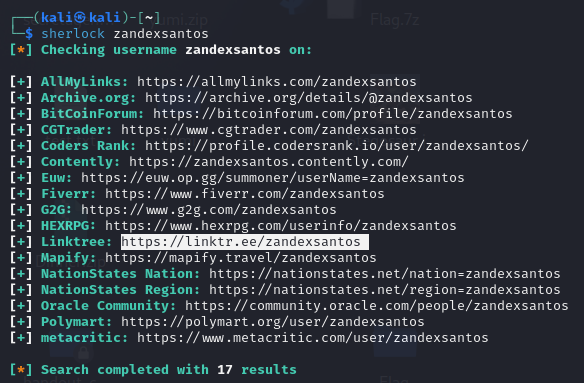 (kali㉿kali)-[~]
$ sherlock zandexsantos
[*] Checking username zandexsantos on:
[+] AllMyLinks: https://allmylinks.com/zandexsantos
[+] Archive.org: https://archive.org/details/@zandexsantos
[+] BitCoinForum: https://bitcoinforum.com/profile/zandexsantos
[+] CGTrader: https://www.cgtrader.com/zandexsantos
[+] Coders Rank: https://profile.codersrank.io/user/zandexsantos/
[+] Contently: https://zandexsantos.contently.com/
[+] Euw: https://euw.op.gg/summoner/userName=zandexsantos
[+] Fiverr: https://www.fiverr.com/zandexsantos
[+] G2G: https://www.g2g.com/zandexsantos
[+] HEXRPG: https://www.hexrpg.com/userinfo/zandexsantos
[+] Linktree: https://linktr.ee/zandexsantos
[+] Mapify: https://mapify.travel/zandexsantos
[+] NationStates Nation: https://nationstates.net/nation=zandexsantos
[+] NationStates Region: https://nationstates.net/region=zandexsantos
[+] Oracle Community: https://community.oracle.com/people/zandexsantos
[+] Polymart: https://polymart.org/user/zandexsantos
[+] metacritic: https://www.metacritic.com/user/zandexsantos
[*] Search completed with 17 results
Flag.7z